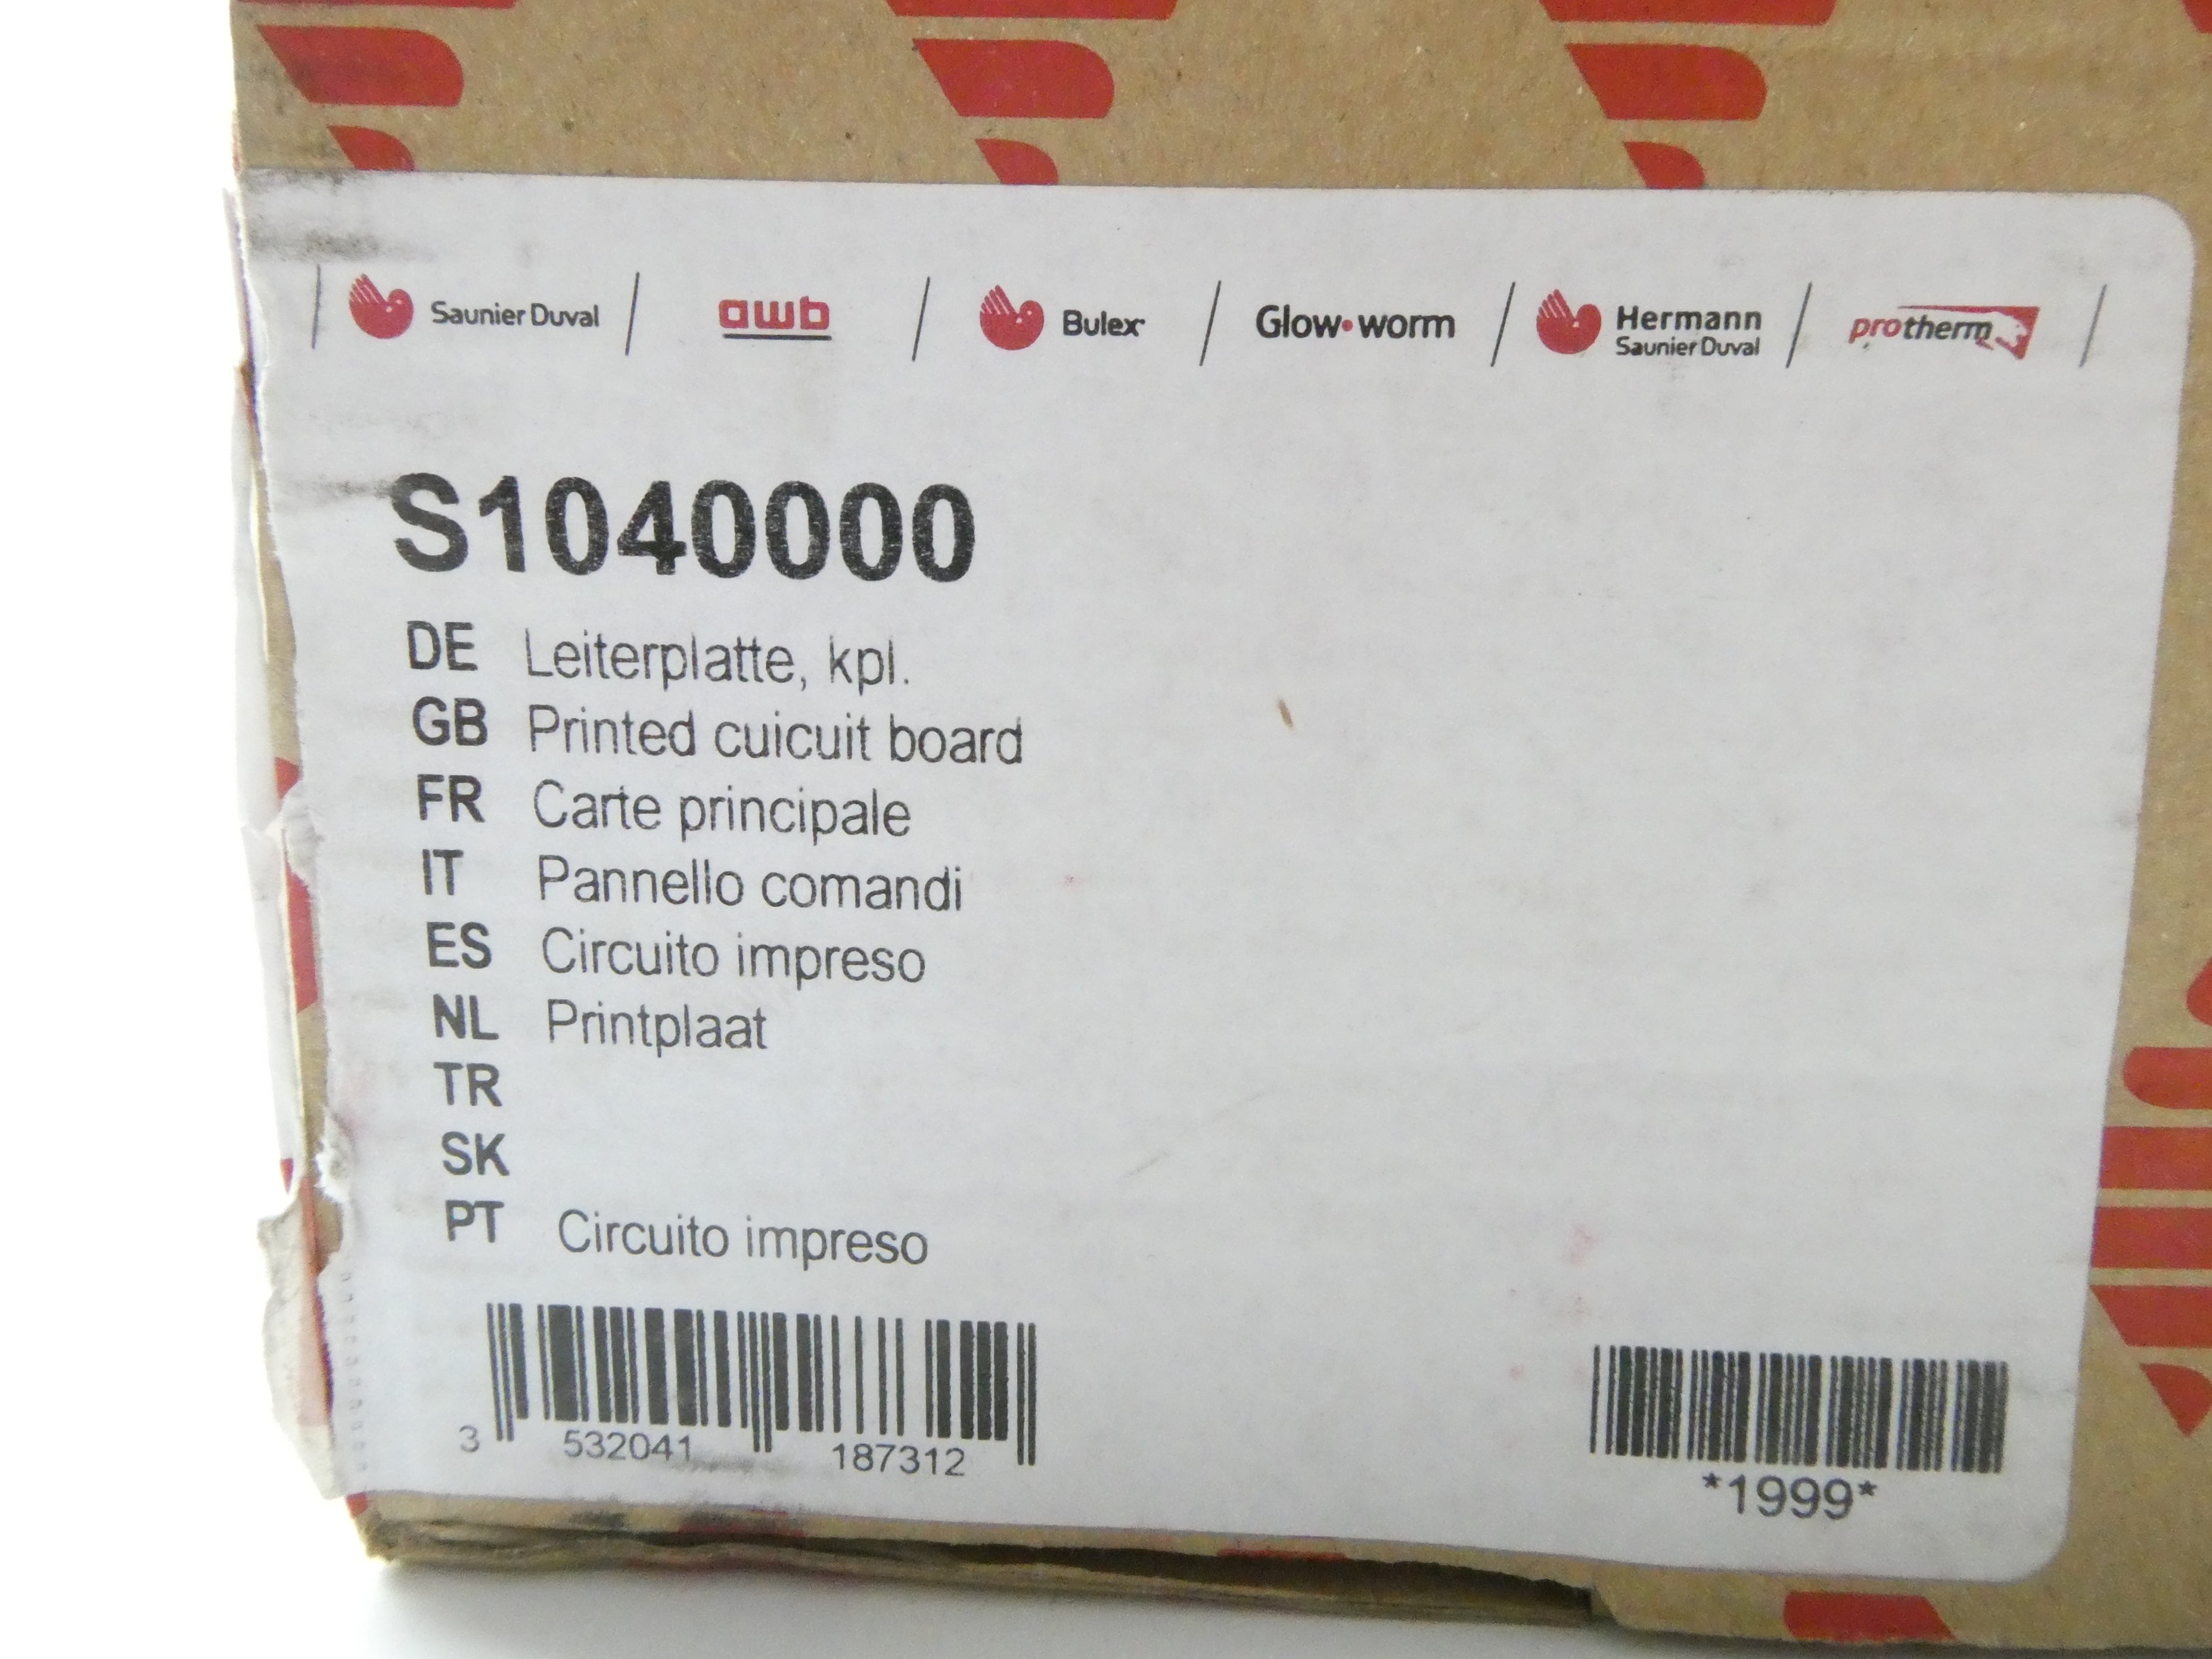 Saunier Duval / awb / Bulex / Glow•worm / Hermann Saunier Duval / protherm
S1040000
DE Leiterplatte, kpl.
GB Printed cuicuit board
FR Carte principale
IT Pannello comandi
ES Circuito impreso
NL Printplaat
TR
SK
PT Circuito impreso
3 532041 187312
*1999*